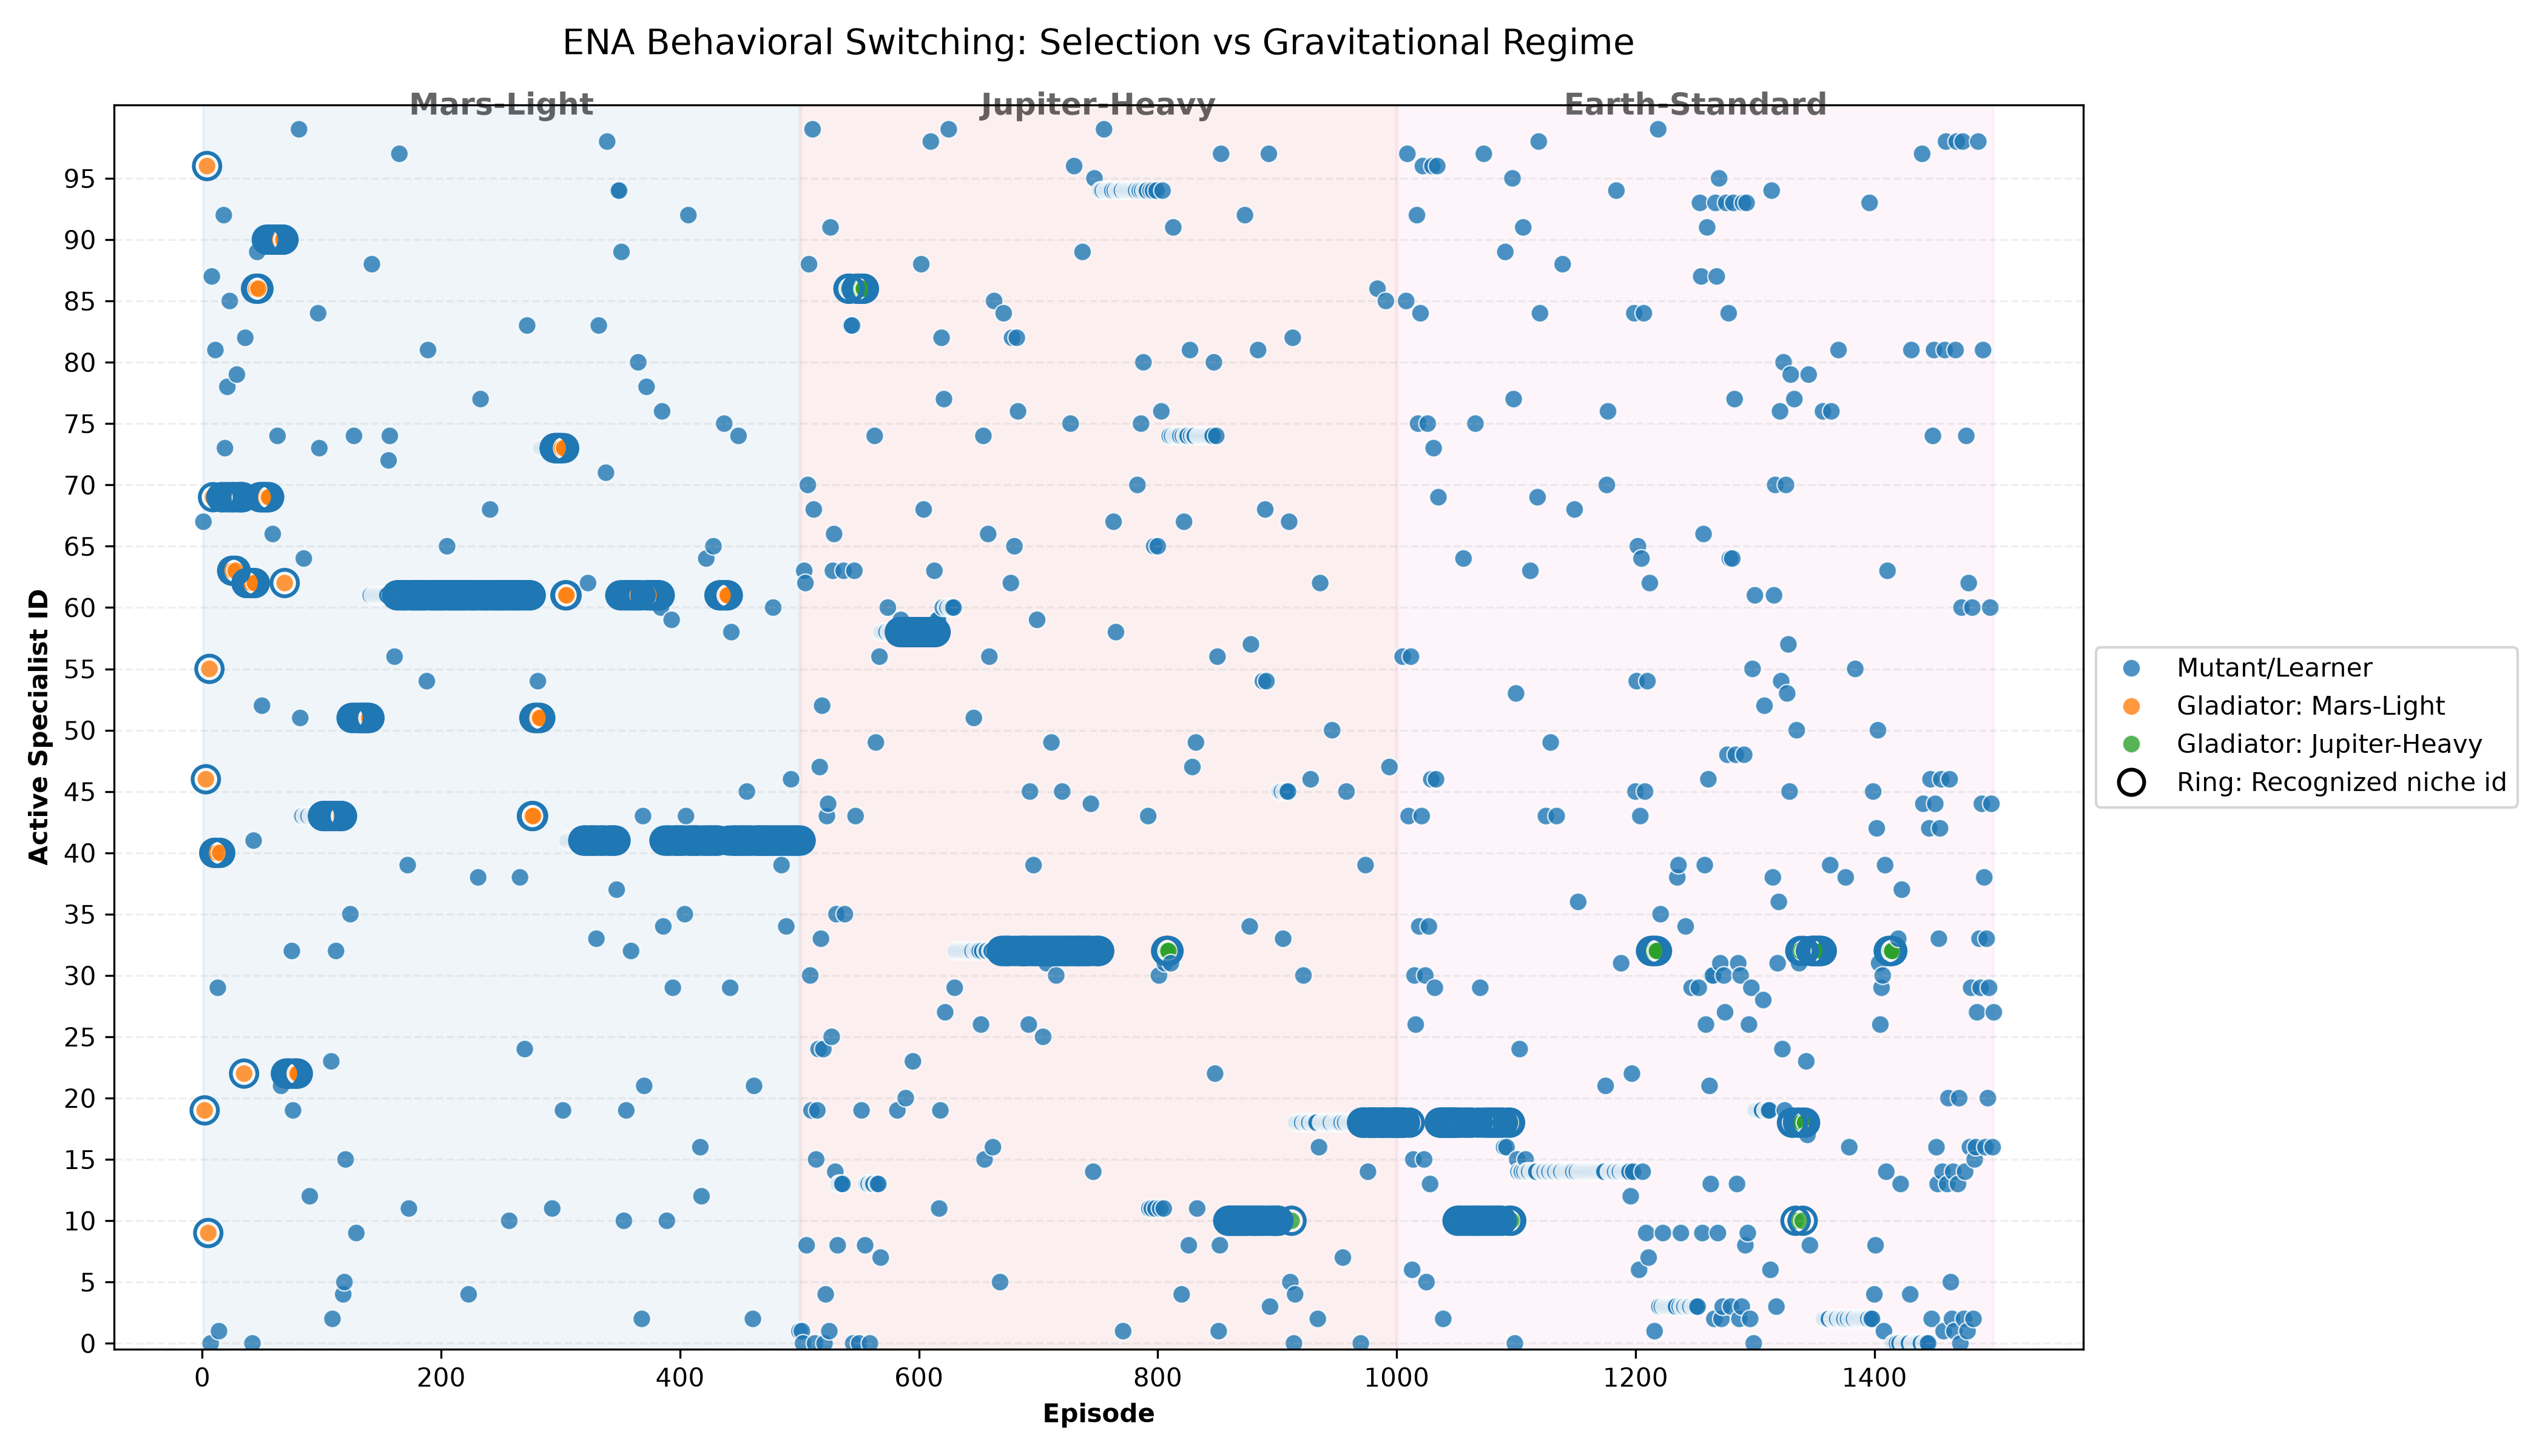 ENA Behavioral Switching: Selection vs Gravitational Regime
Mars-Light
Jupiter-Heavy
Earth-Standard
95
90
85
80
75
70
65
60
55
50
45
40
35
30
25
20
15
10
5
0
Active Specialist ID
0
200
400
600
800
1000
1200
1400
Episode
Mutant/Learner
Gladiator: Mars-Light
Gladiator: Jupiter-Heavy
Ring: Recognized niche id